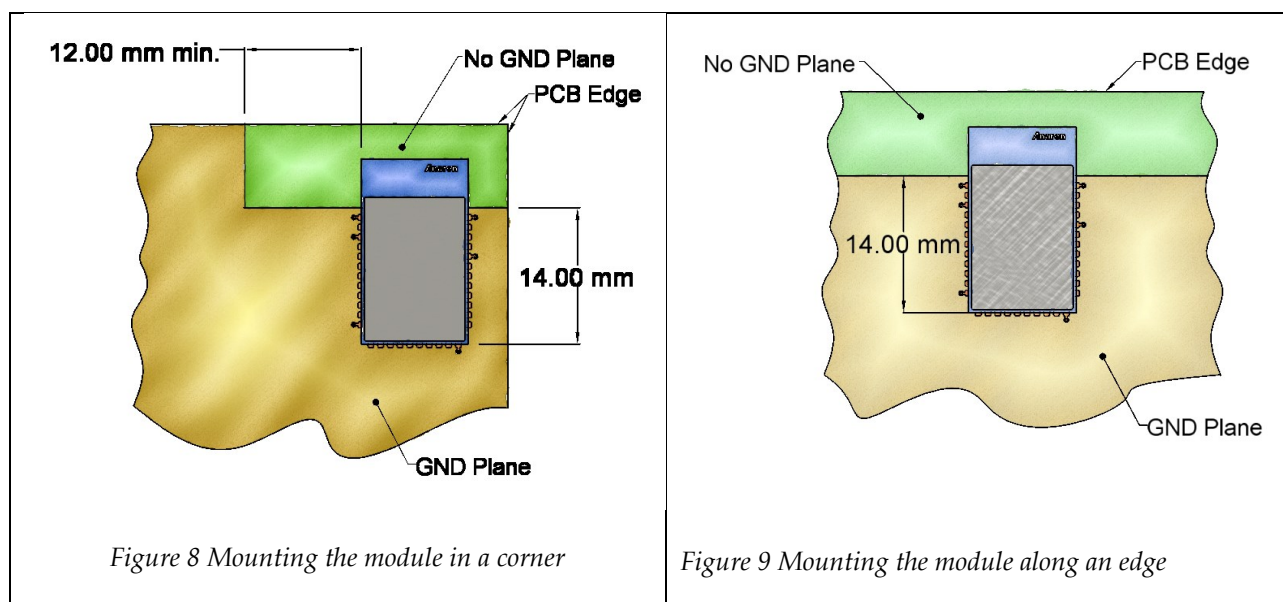 12.00 mm min.
No GND Plane
PCB Edge
Anaren
14.00 mm
GND Plane
Figure 8 Mounting the module in a corner
No GND Plane
PCB Edge
Anaren
14.00 mm
GND Plane
Figure 9 Mounting the module along an edge